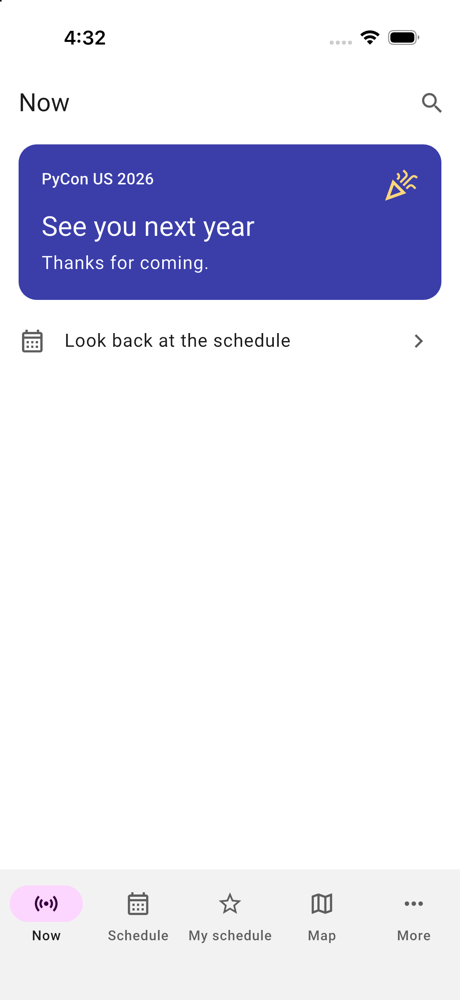 4:32
Now
PyCon US 2026
See you next year
Thanks for coming.
Look back at the schedule
Now
Schedule
My schedule
Map
More